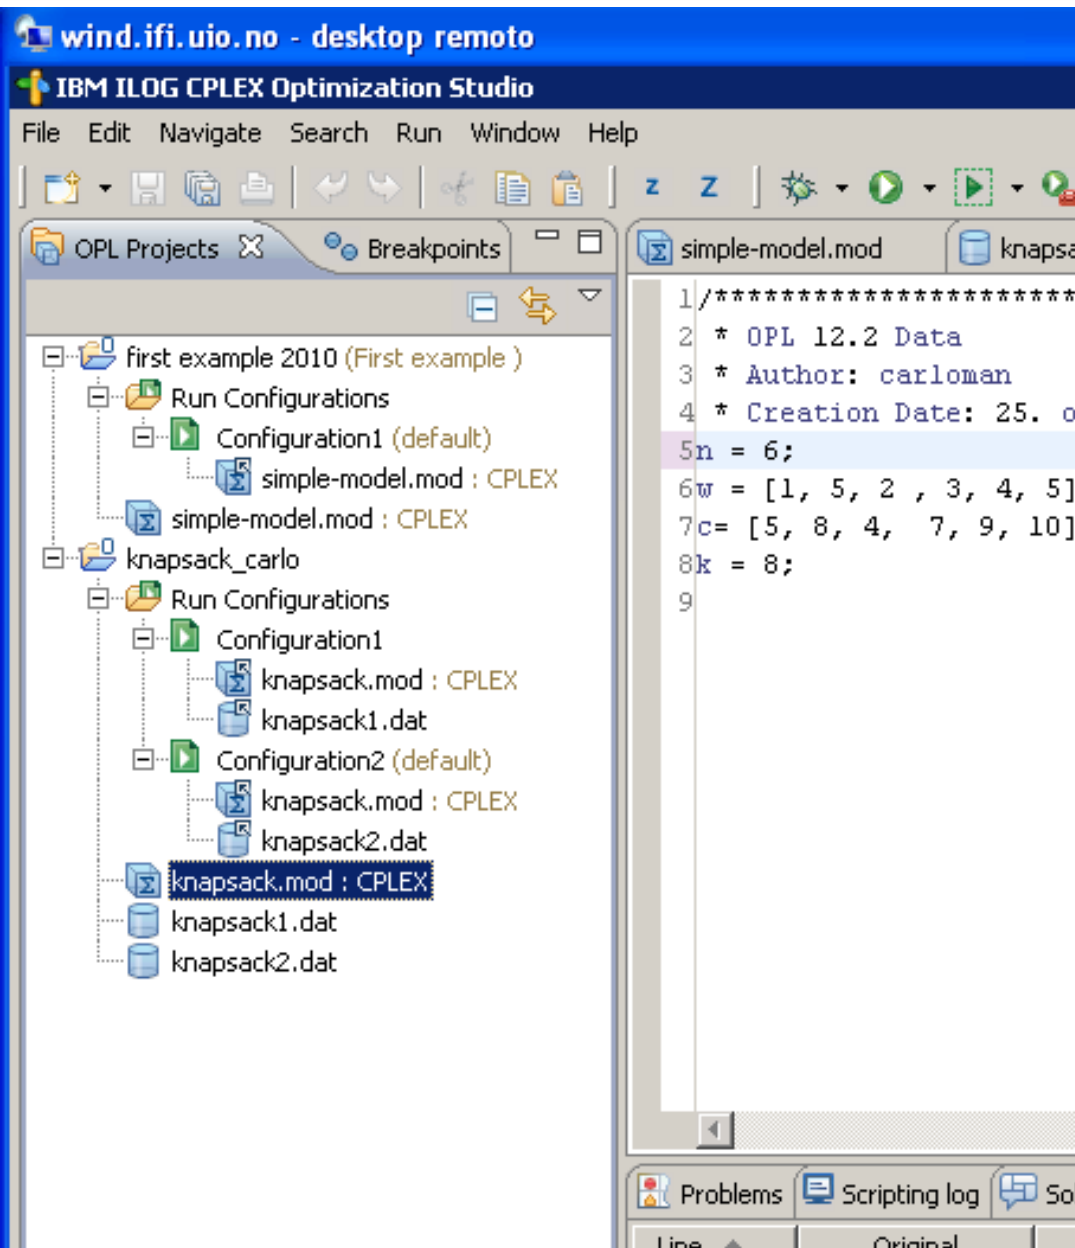 wind.ifi.uio.no - desktop remoto
IBM ILOG CPLEX Optimization Studio
File Edit Navigate Search Run Window Help
z Z
OPL Projects Breakpoints
simple-model.mod
first example 2010 (First example )
Run Configurations
Configuration1 (default)
simple-model.mod : CPLEX
simple-model.mod : CPLEX
knapsack_carlo
Run Configurations
Configuration1
knapsack.mod : CPLEX
knapsack1.dat
Configuration2 (default)
knapsack.mod : CPLEX
knapsack2.dat
knapsack.mod : CPLEX
knapsack1.dat
knapsack2.dat
knapsa
1 /***********************
2 * OPL 12.2 Data
3 * Author: carloman
4 * Creation Date: 25. o
5 n = 6;
6 w = [1, 5, 2 , 3, 4, 5]
7 c= [5, 8, 4, 7, 9, 10]
8 k = 8;
9
Problems Scripting log So
Line Original